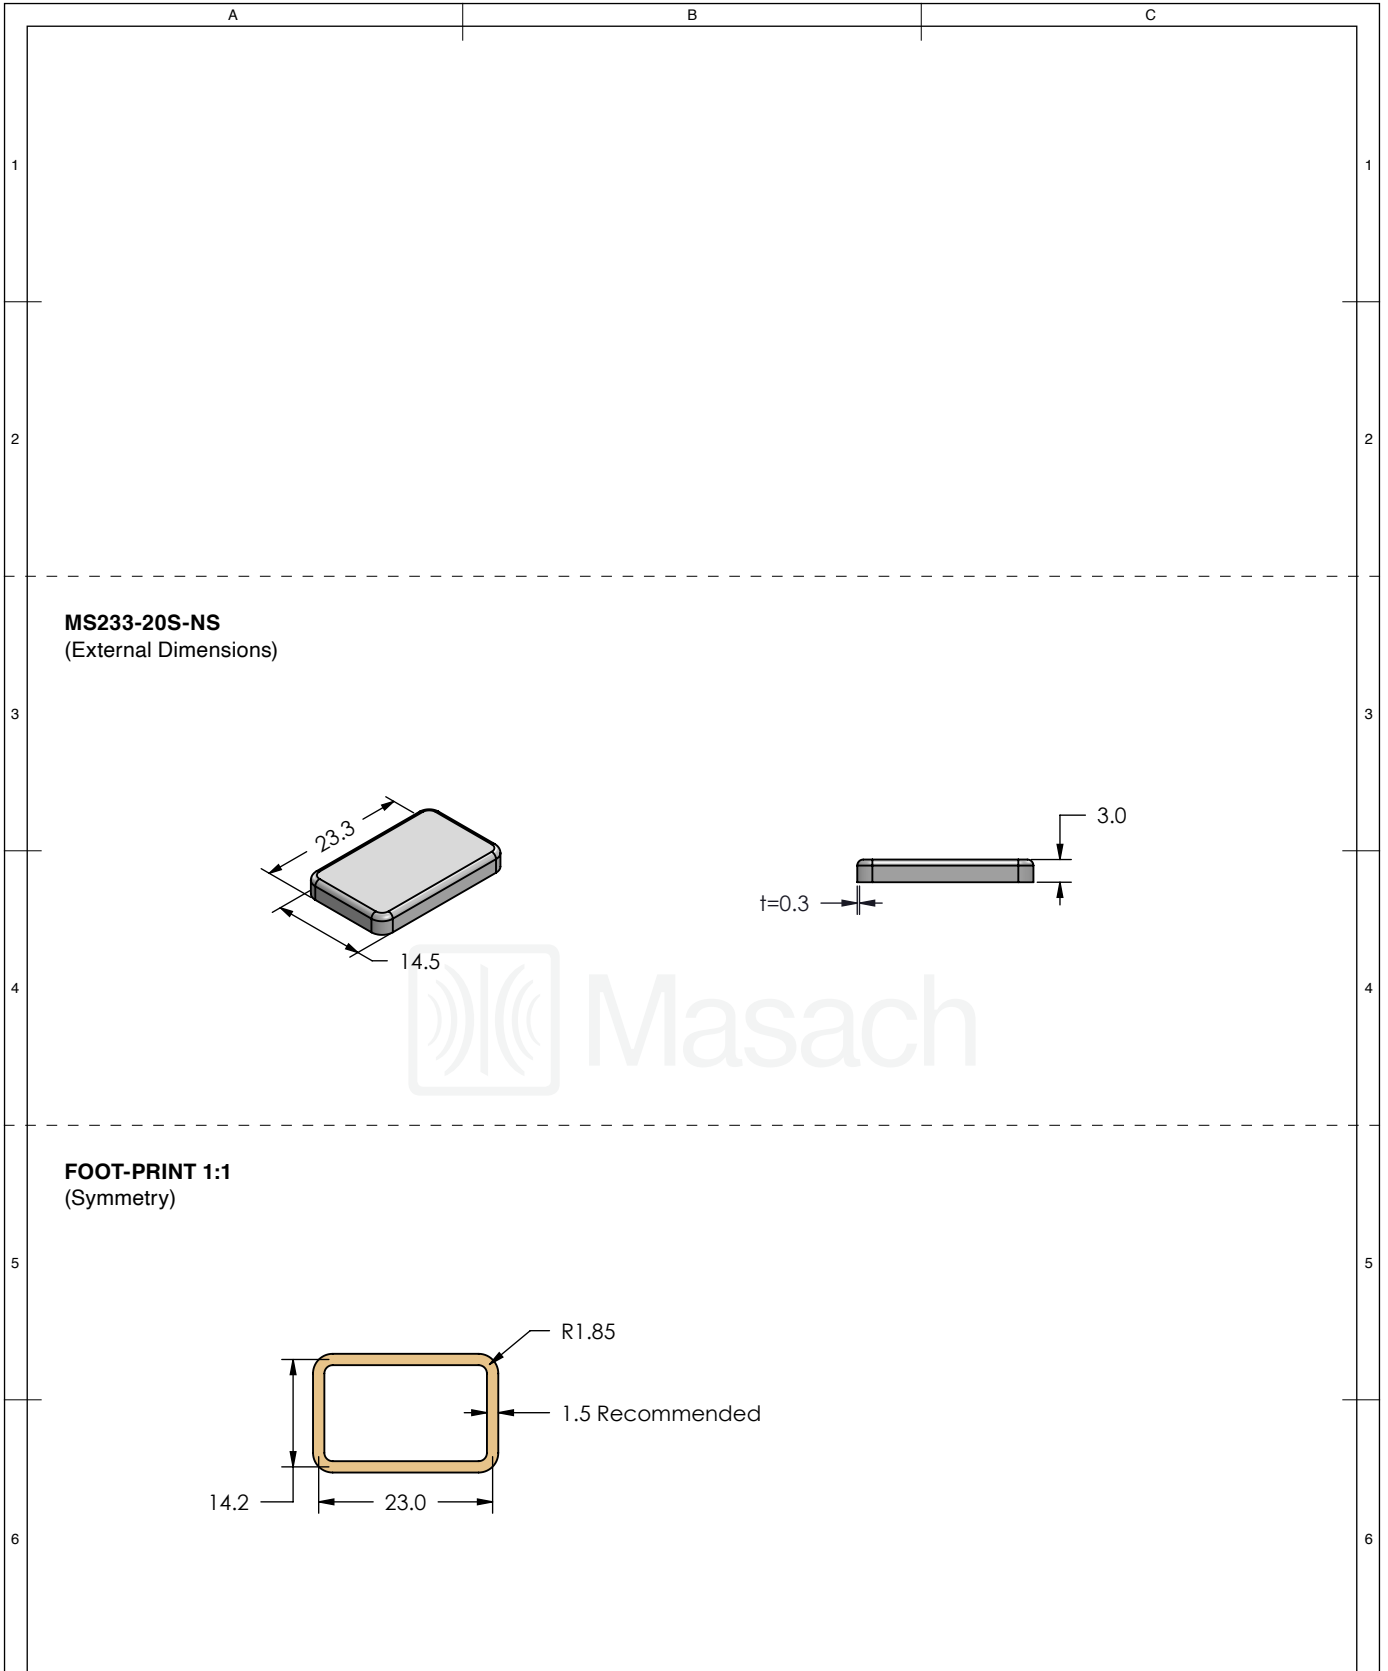 A B C
1 1
2 2
MS233-20S-NS
(External Dimensions)
3 3
23.3
14.5
3.0
t=0.3
4 4
Masach
FOOT-PRINT 1:1
(Symmetry)
5 5
R1.85
1.5 Recommended
14.2
23.0
6 6